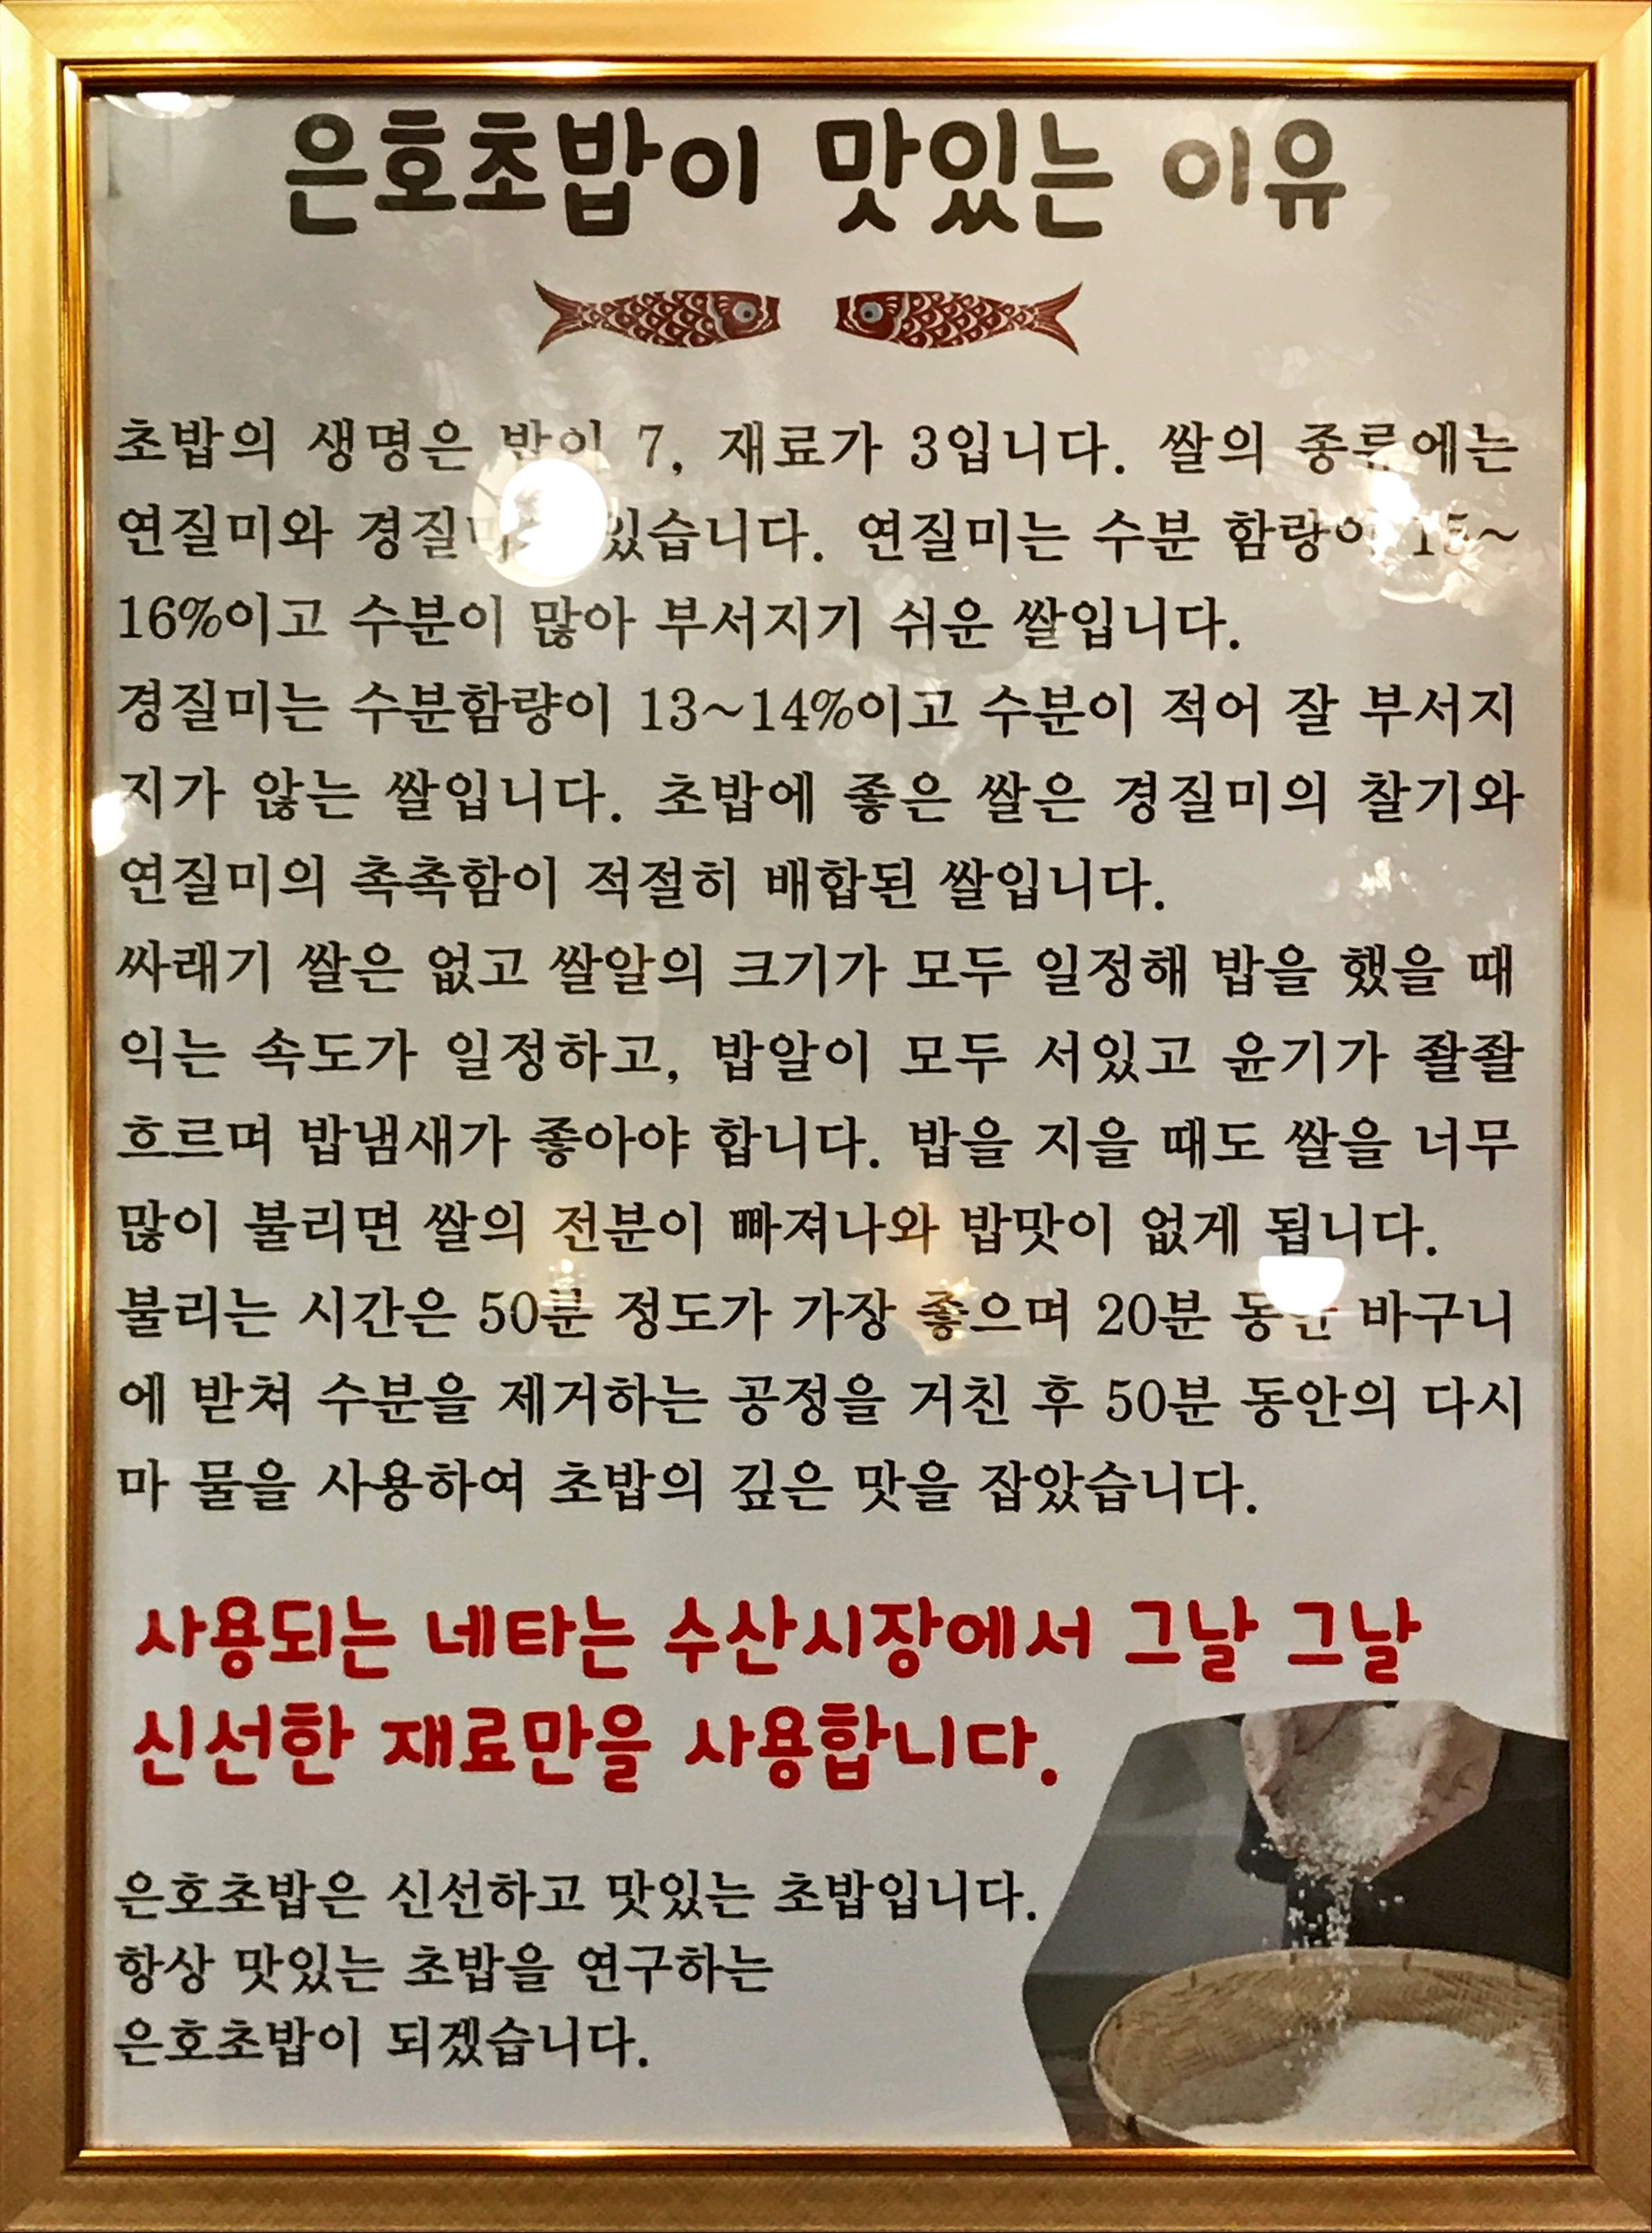 은호초밥이 맛있는 이유
초밥의 생명은 밥이 7, 재료가 3입니다. 쌀의 종류에는
연질미와 있습니다. 연질미는 수분 함량이 15~
16%이고 수분이 많아 부서지기 쉬운 쌀입니다.
경질미는 수분함량이 13~14%이고 수분이 적어 잘 부서지
지가 않는 쌀입니다. 초밥에 좋은 쌀은 경질미의 찰기와
연질미의 촉촉함이 적절히 배합된 쌀입니다.
싸래기 쌀은 없고 쌀알의 크기가 모두 일정해 밥을 했을 때
익는 속도가 일정하고, 밥알이 모두 서있고 윤기가 좔좔
흐르며 밥냄새가 좋아야 합니다. 밥을 지을 때도 쌀을 너무
많이 불리면 쌀의 전분이 빠져나와 밥맛이 없게 됩니다.
불리는 시간은 50분 정도가 가장 좋으며 20분 동안 바구니
에 받쳐 수분을 제거하는 공정을 거친 후 50분 동안의 다시
마 물을 사용하여 초밥의 깊은 맛을 잡았습니다.
사용되는 네타는 수산시장에서 그날 그날
신선한 재료만을 사용합니다.
은호초밥은 신선하고 맛있는 초밥입니다.
항상 맛있는 초밥을 연구하는
은호초밥이 되겠습니다.